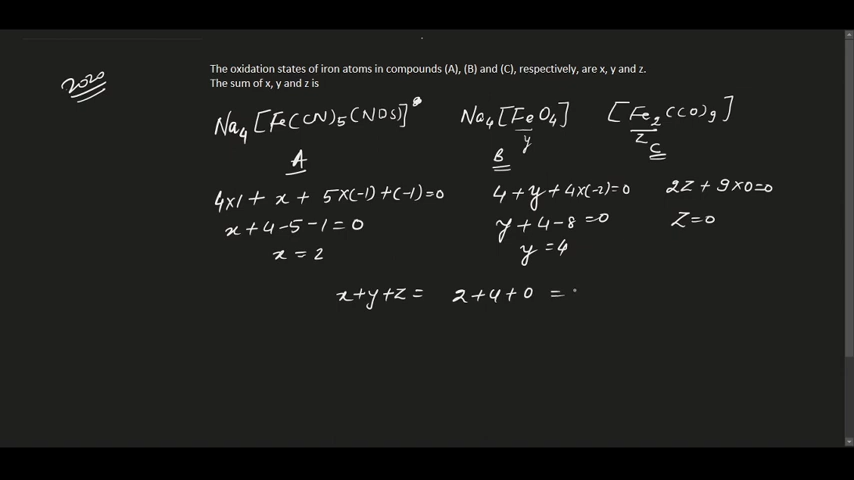 The oxidation states of iron atoms in compounds (A), (B) and (C), respectively, are x, y and z.
The sum of x, y and z is
2020
Na₄[Fe(CN)₅(NOS)] Na₄[FeO₄] [Fe₂(CO)₉]
A B y z C
4×1 + x + 5×(-1)+(-1)=0 4+y+4×(-2)=0 2z+9×0=0
x+4-5-1=0 y+4-8=0 z=0
x=2 y=4
x+y+z= 2+4+0 =